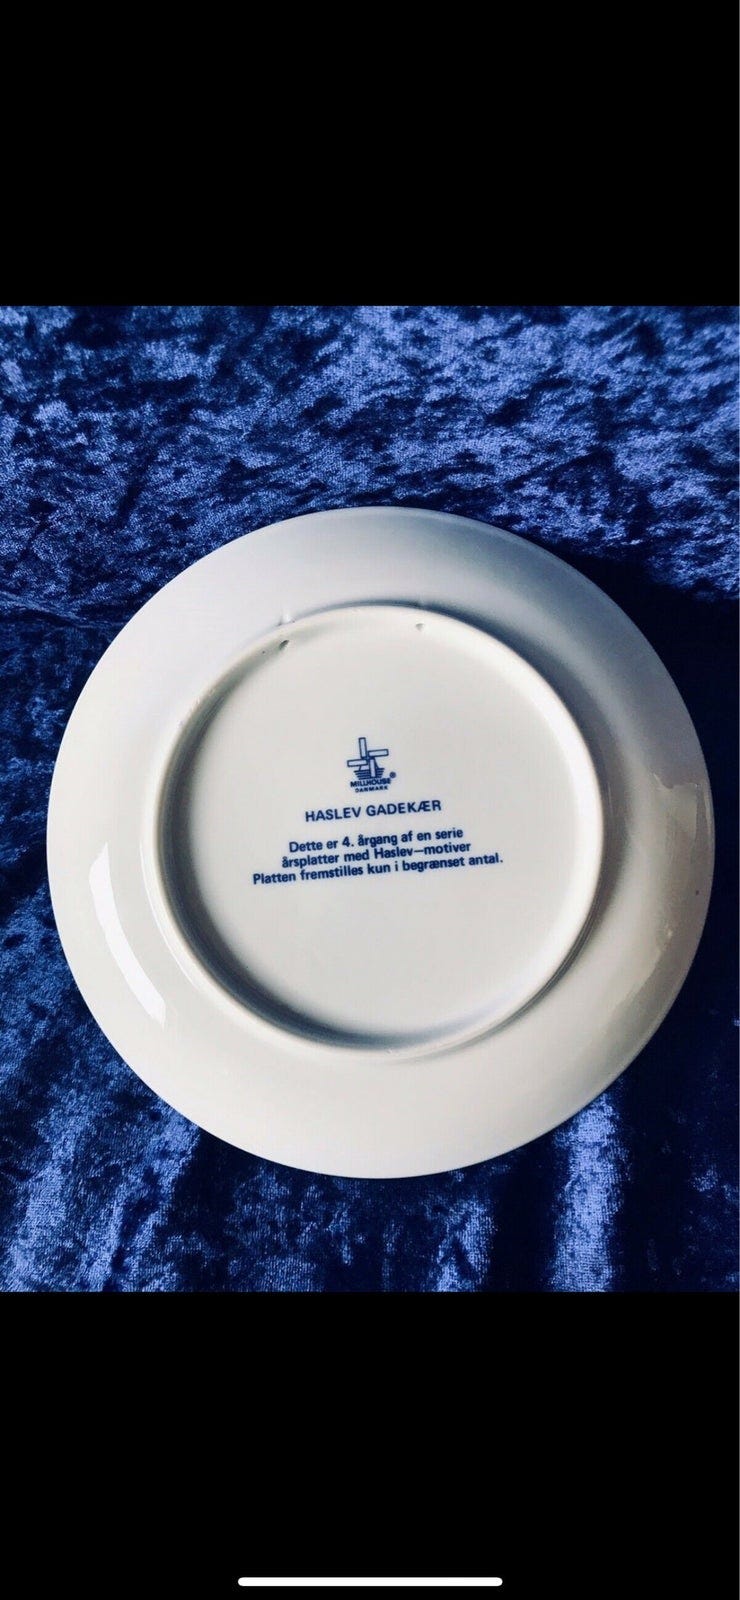 MILLHOUSE®
DANMARK
HASLEV GADEKÆR
Dette er 4. årgang af en serie
årsplatter med Haslev—motiver
Platten fremstilles kun i begrænset antal.